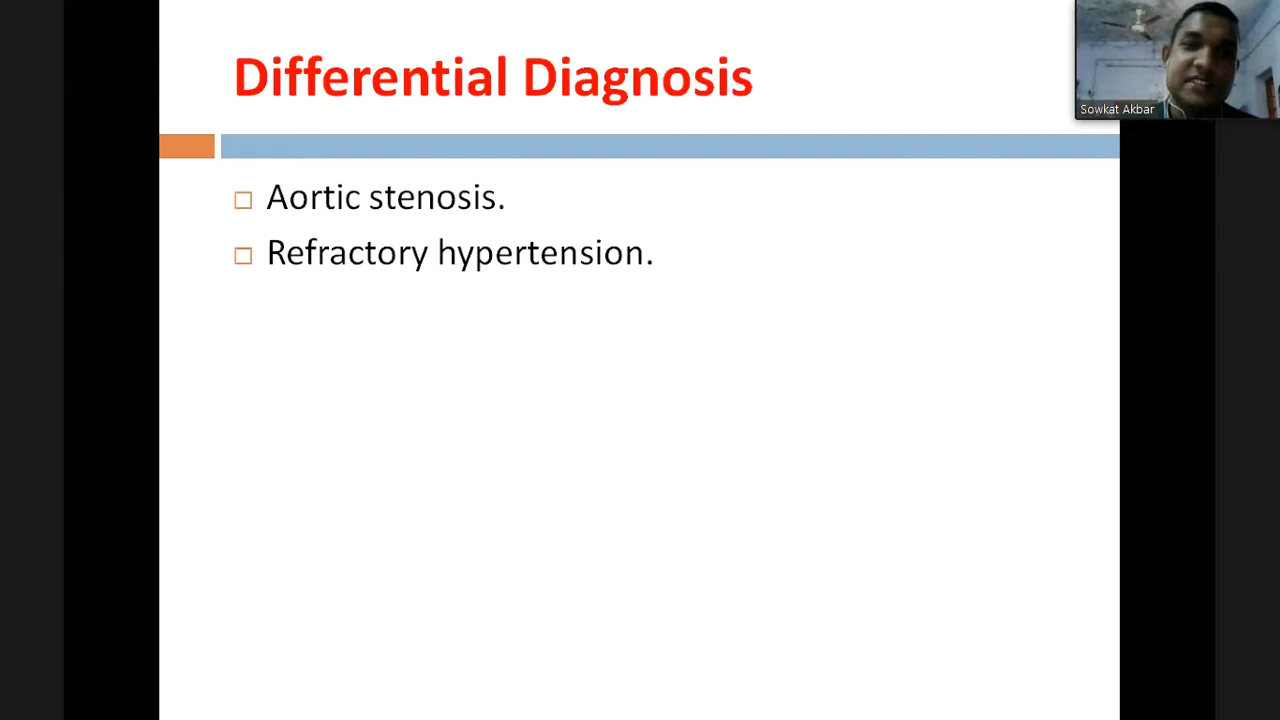 Differential Diagnosis
Sowkat Akbar
Aortic stenosis.
Refractory hypertension.